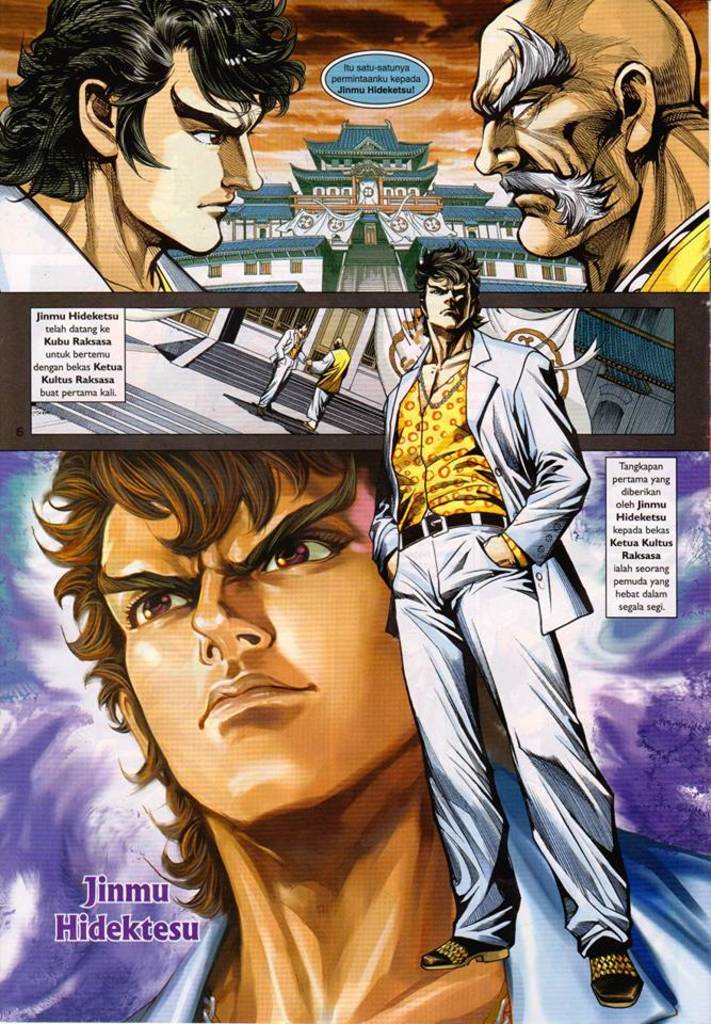 Itu satu-satunya
permintaanku kepada
Jinmu Hideketsu!
Jinmu Hideketsu
telah datang ke
Kubu Raksasa
untuk bertemu
dengan bekas Ketua
Kultus Raksasa
buat pertama kali.
6
Tangkapan
pertama yang
diberikan
oleh Jinmu
Hideketsu
kepada bekas
Ketua Kultus
Raksasa
ialah seorang
pemuda yang
hebat dalam
segala segi.
Jinmu
Hidektesu